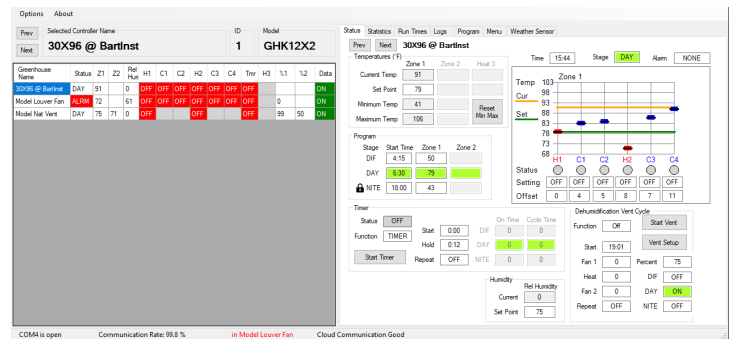 Options About
Prev Selected Controller Name ID Model
Next 30X96 @ BartInst 1 GHK12X2
Greenhouse Name Status Z1 Z2 Rel Hum H1 C1 C2 H2 C3 C4 Tmr H3 %1 %2 Data
30X96 @ BartInst DAY 91 0 OFF OFF OFF OFF OFF OFF OFF ON
Model Louver Fan ALRM 72 61 OFF OFF OFF OFF OFF OFF OFF 0 ON
Model Nat Vent DAY 75 71 0 OFF OFF OFF 99 50 ON
Status Statistics Run Times Logs Program Menu Weather Sensor
Prev Next 30X96 @ BartInst
Temperatures (°F)
Zone 1 Zone 2 Heat 3
Current Temp 91
Set Point 79
Minimum Temp 41
Maximum Temp 106
Reset Min Max
Program
Stage Start Time Zone 1 Zone 2
DIF 4:15 50
DAY 6:30 79
NITE 18:00 43
Time 15:44 Stage DAY Alarm NONE
Temp Zone 1
Cur
Set
103
98
93
88
83
78
73
68
H1 C1 C2 H2 C3 C4
Status
Setting OFF OFF OFF OFF OFF OFF
Offset 0 4 5 8 7 11
Timer
Status OFF
Function TIMER
Start Timer
Start 0:00
Hold 0:12
Repeat OFF
On Time Cycle Time
DIF 0 0
DAY 0 0
NITE 0 0
Humidity
Rel Humidity
Current 0
Set Point 75
Dehumidification Vent Cycle
Function Off Start Vent
Start 19:01 Vent Setup
Fan 1 0 Percent 75
Heat 0 DIF OFF
Fan 2 0 DAY ON
Repeat OFF NITE OFF
COM4 is open Communication Rate: 99.8 % in Model Louver Fan Cloud Communication Good